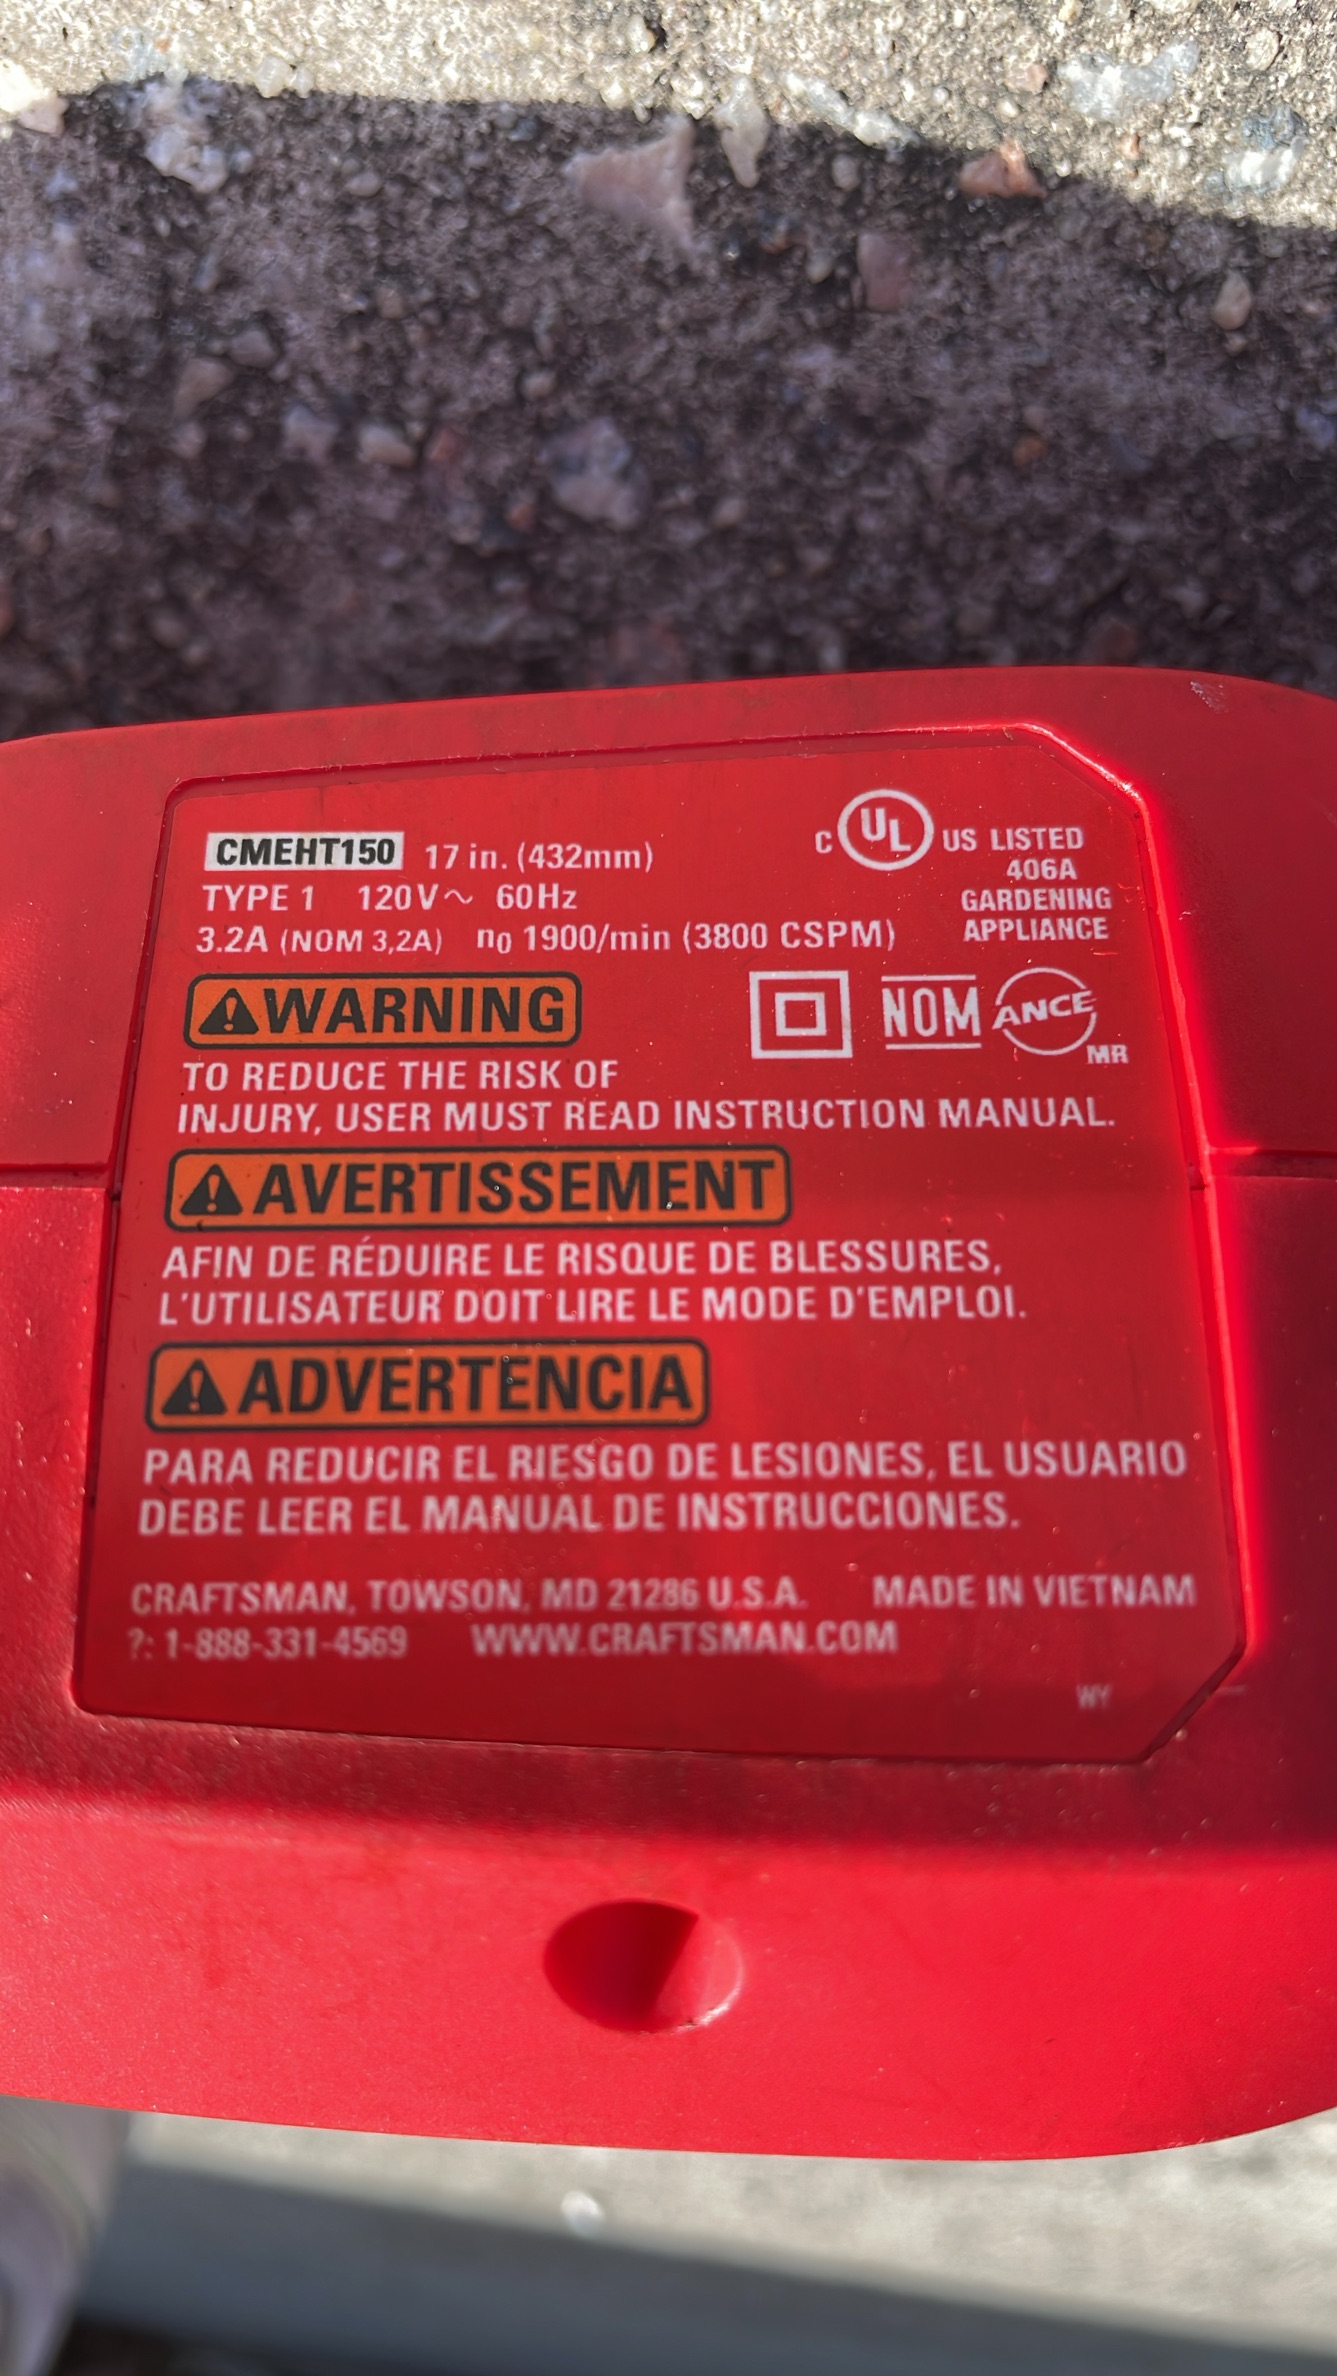 CMEHT150 17 in. (432mm)
TYPE 1 120V~ 60Hz
3.2A (NOM 3,2A) n0 1900/min (3800 CSPM)
C UL US LISTED
406A
GARDENING
APPLIANCE
⚠WARNING
NOM ANCE MR
TO REDUCE THE RISK OF
INJURY, USER MUST READ INSTRUCTION MANUAL.
⚠AVERTISSEMENT
AFIN DE RÉDUIRE LE RISQUE DE BLESSURES,
L'UTILISATEUR DOIT LIRE LE MODE D'EMPLOI.
⚠ADVERTENCIA
PARA REDUCIR EL RIESGO DE LESIONES, EL USUARIO
DEBE LEER EL MANUAL DE INSTRUCCIONES.
CRAFTSMAN, TOWSON, MD 21286 U.S.A. MADE IN VIETNAM
?: 1-888-331-4569 WWW.CRAFTSMAN.COM
WY